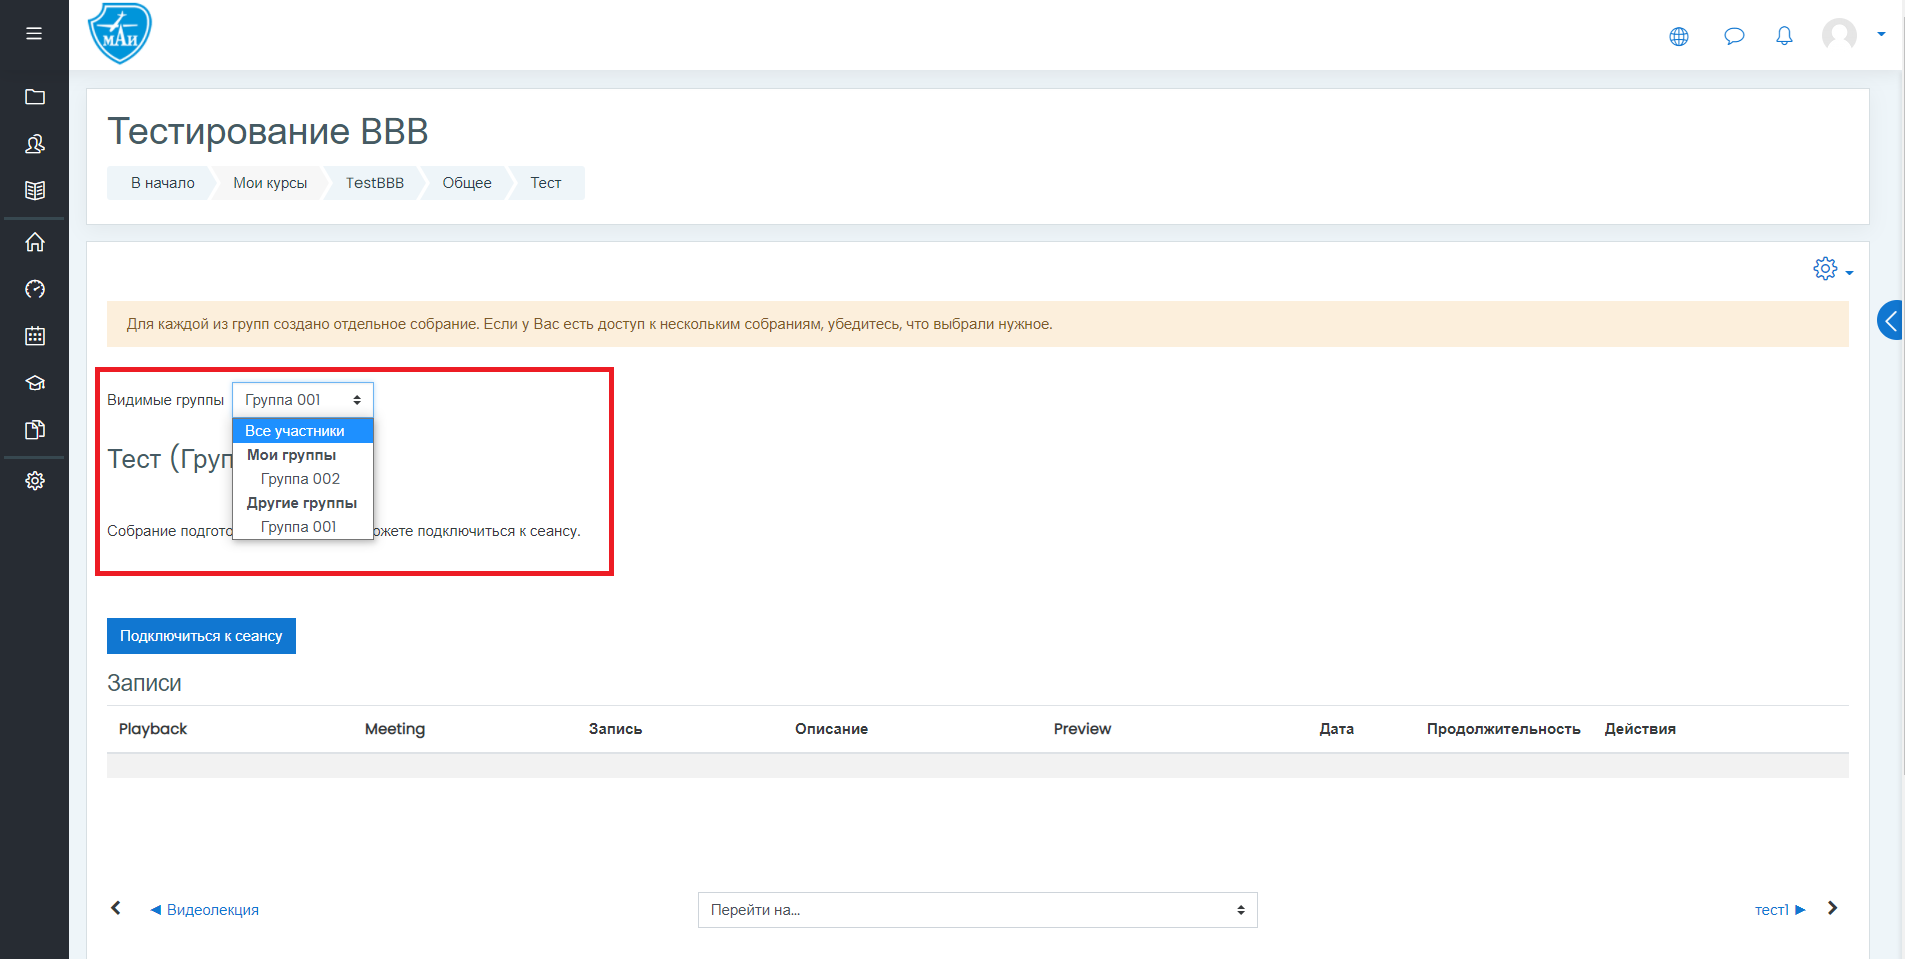 МАИ
Тестирование BBB
В начало Мои курсы TestBBB Общее Тест
Для каждой из групп создано отдельное собрание. Если у Вас есть доступ к нескольким собраниям, убедитесь, что выбрали нужное.
Видимые группы Группа 001
Все участники
Мои группы
Группа 002
Другие группы
Группа 001
Тест (Груп
Собрание подгото ожете подключиться к сеансу.
Подключиться к сеансу
Записи
Playback Meeting Запись Описание Preview Дата Продолжительность Действия
◄ Видеолекция
Перейти на...
тест1 ►